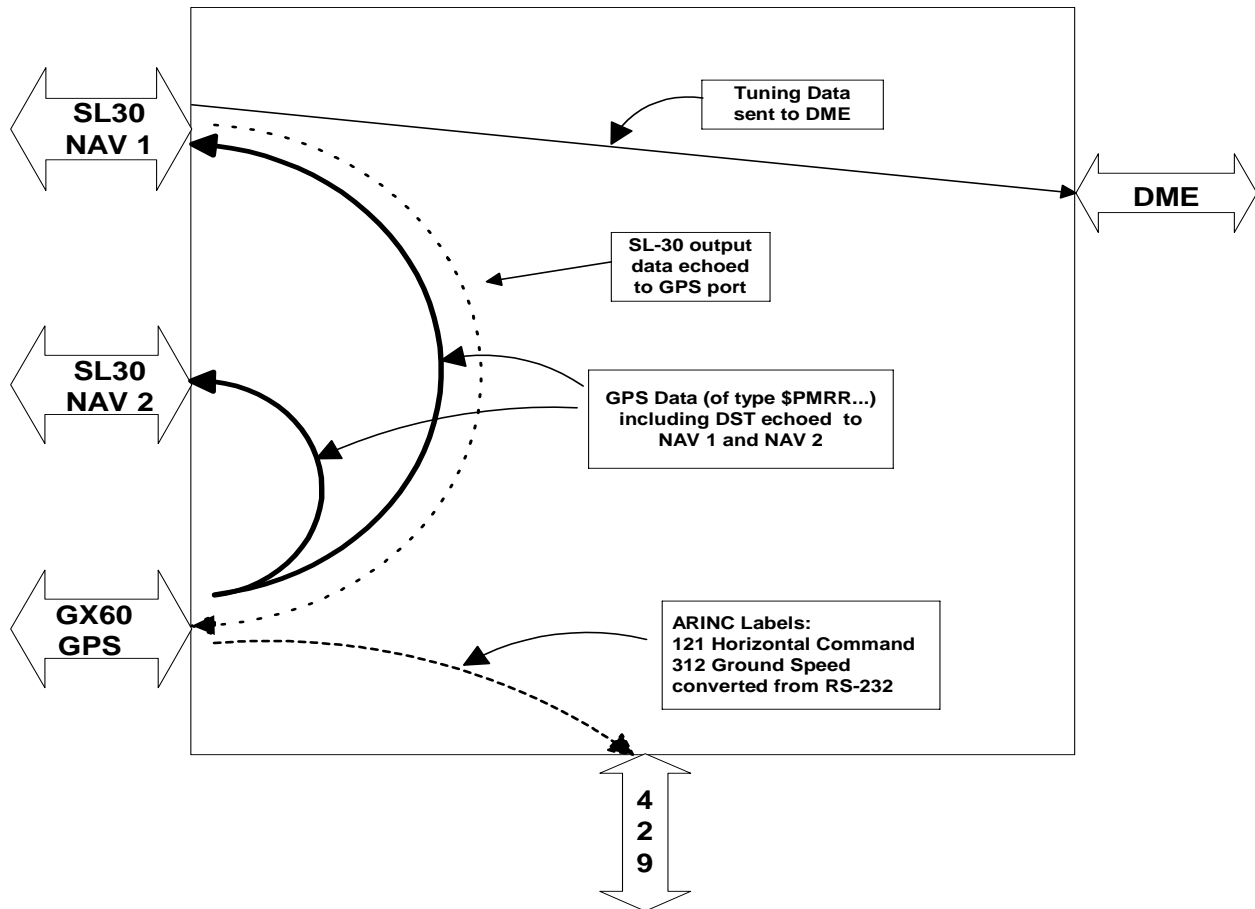 SL30
NAV 1
Tuning Data
sent to DME
DME
SL-30 output
data echoed
to GPS port
SL30
NAV 2
GPS Data (of type $PMRR...)
including DST echoed to
NAV 1 and NAV 2
GX60
GPS
ARINC Labels:
121 Horizontal Command
312 Ground Speed
converted from RS-232
4
2
9